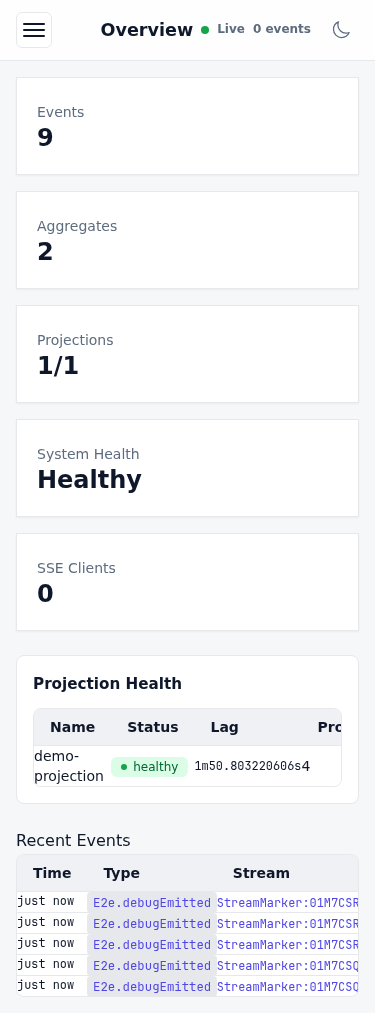 Overview Live 0 events
Events
9
Aggregates
2
Projections
1/1
System Health
Healthy
SSE Clients
0
Projection Health
Name Status Lag Pro
demo-projection healthy 1m50.803220606s 4
Recent Events
Time Type Stream
just now E2e.debugEmitted StreamMarker:01M7CSR
just now E2e.debugEmitted StreamMarker:01M7CSR
just now E2e.debugEmitted StreamMarker:01M7CSR
just now E2e.debugEmitted StreamMarker:01M7CSQ
just now E2e.debugEmitted StreamMarker:01M7CSQ